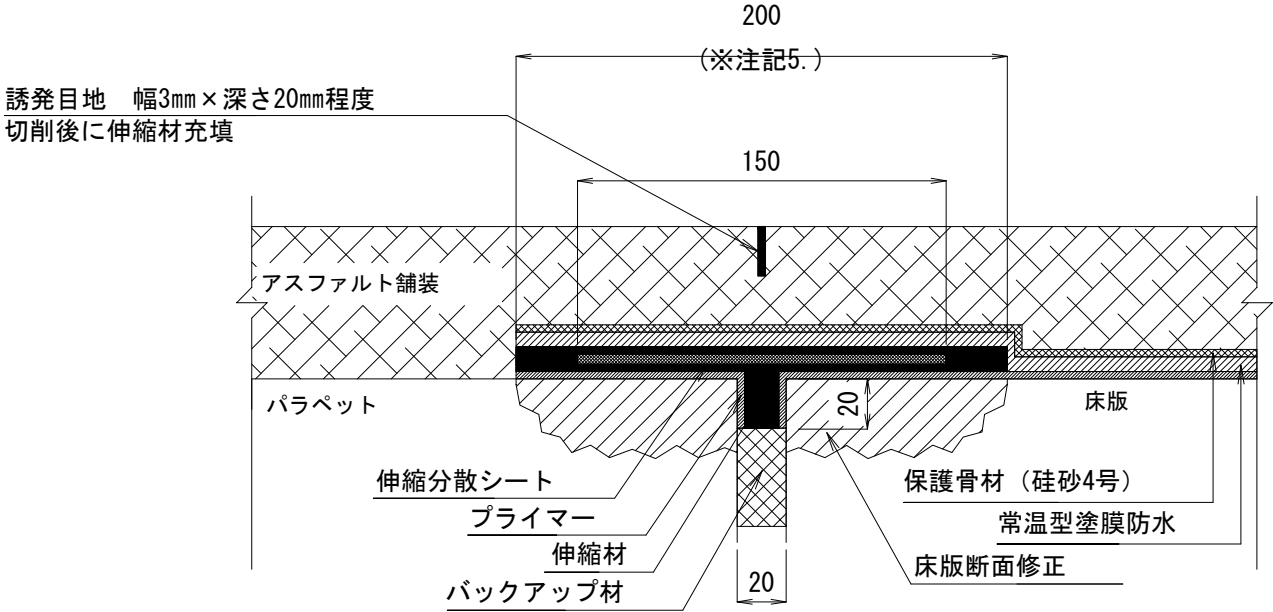 200
(※注記5.)
誘発目地 幅3㎜×深さ20㎜程度
切削後に伸縮材充填
150
アスファルト舗装
パラペット
20
床版
伸縮分散シート
保護骨材（硅砂4号）
プライマー
常温型塗膜防水
伸縮材
床版断面修正
バックアップ材
20